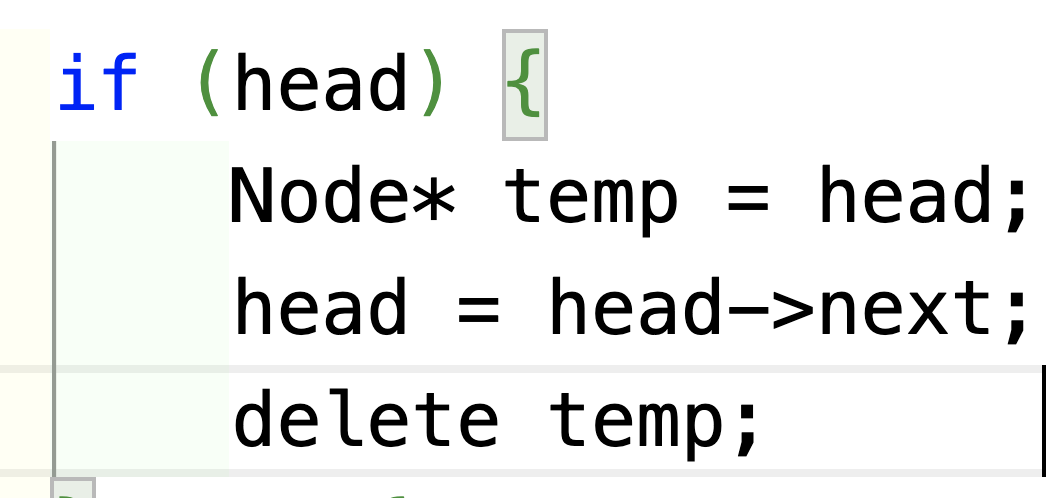 if (head) {
Node* temp = head;
head = head->next;
delete temp;